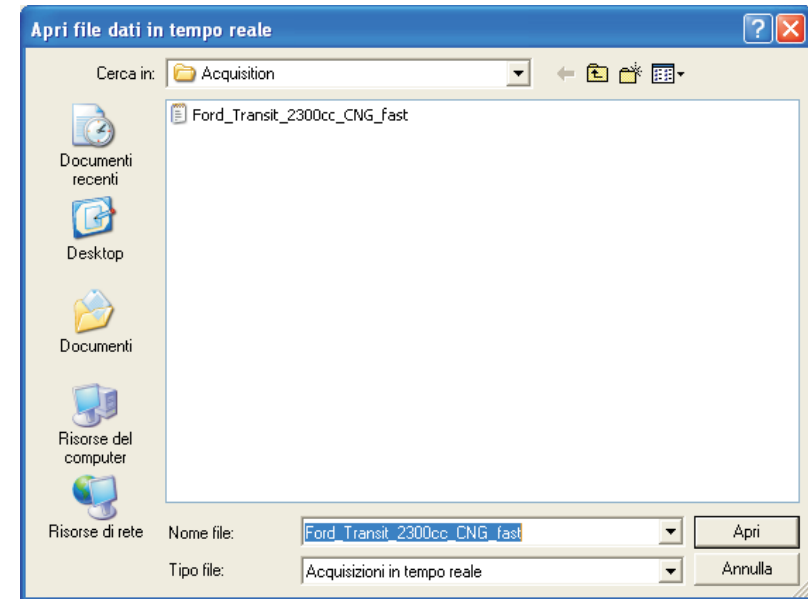 Apri file dati in tempo reale
Cerca in: Acquisition
Ford_Transit_2300cc_CNG_fast
Documenti
recenti
Desktop
Documenti
Risorse del
computer
Risorse di rete
Nome file: Ford_Transit_2300cc_CNG_fast Apri
Tipo file: Acquisizioni in tempo reale Annulla